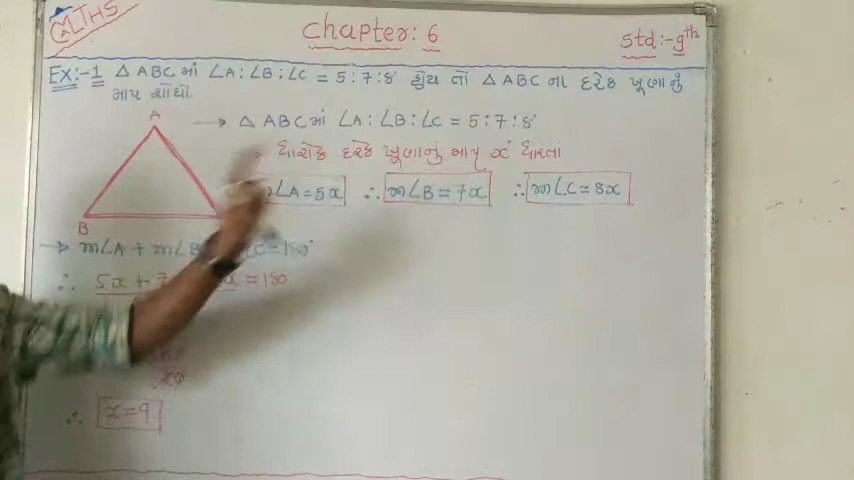 MATHS
Chapter: 6
std:- 9th
Ex:-1 △ ABC માં ∠A:∠B:∠C = 5:7:8 હોય તો △ ABC ના દરેક ખૂણાનું
માપ શોધો.
A
→ △ ABC માં ∠A:∠B:∠C = 5:7:8
ધારોકે દરેક ખૂણાનું માપ x ધારતાં
m∠A = 5x ∴ m∠B = 7x ∴ m∠C = 8x
B
→ m∠A + m∠B C = 180°
∴ 5x + 7 x = 180
∴ x = 9